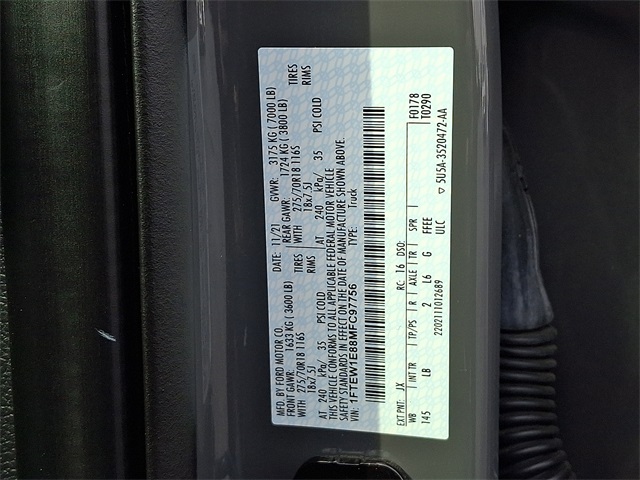 MFD. BY FORD MOTOR CO.
DATE: 11/21 GVWR: 3175 KG ( 7000 LB)
FRONT GAWR: 1633 KG ( 3600 LB) REAR GAWR: 1724 KG ( 3800 LB)
WITH 275/70R18 116S TIRES WITH 275/70R18 116S TIRES
18x7.5J RIMS 18x7.5J RIMS
AT 240 kPa/ 35 PSI COLD AT 240 kPa/ 35 PSI COLD
THIS VEHICLE CONFORMS TO ALL APPLICABLE FEDERAL MOTOR VEHICLE
SAFETY STANDARDS IN EFFECT ON THE DATE OF MANUFACTURE SHOWN ABOVE.
VIN: 1FTEW1E88MFC97756 TYPE: Truck
F0178
T0290
EXT PNT: JX RC: 16 DSO:
WB INT TR TP/PS R AXLE TR SPR
145 LB 2 L6 G FFEE
ULC
2202111012689
▽ 5U5A-3520472-AA